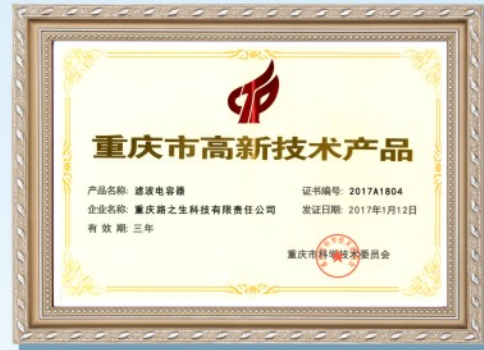 重庆市高新技术产品
产品名称: 滤波电容器
证书编号: 2017A1804
企业名称: 重庆路之生科技有限责任公司
发证日期: 2017年1月12日
有 效 期: 三年
重庆市科学技术委员会